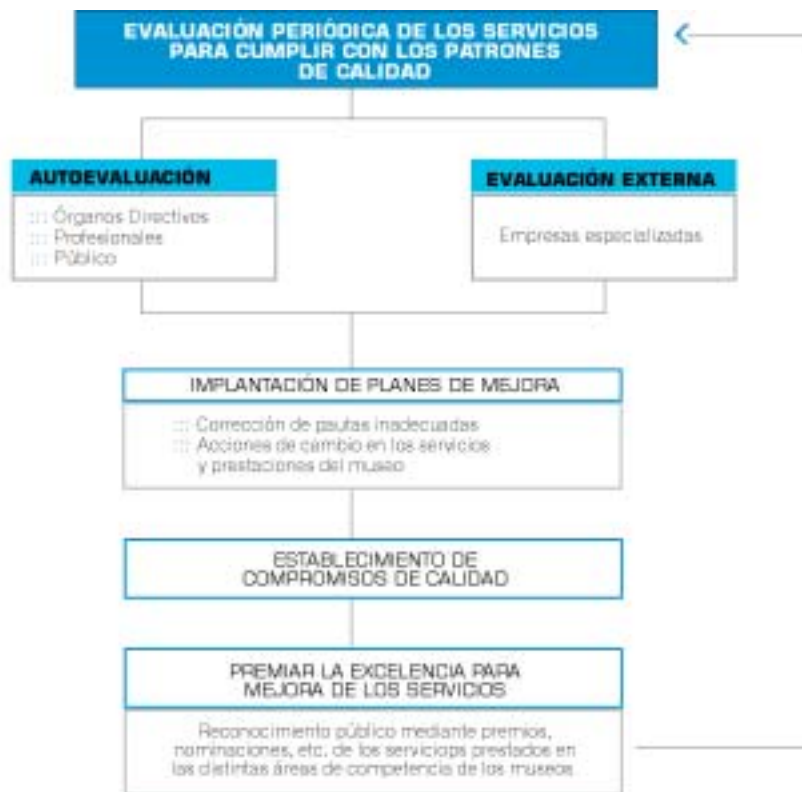 EVALUACIÓN PERIÓDICA DE LOS SERVICIOS
PARA CUMPLIR CON LOS PATRONES
DE CALIDAD
AUTOEVALUACIÓN
::: Órganos Directivos
::: Profesionales
::: Público
EVALUACIÓN EXTERNA
Empresas especializadas
IMPLANTACIÓN DE PLANES DE MEJORA
::: Corrección de pautas inadecuadas
::: Acciones de cambio en los servicios
y prestaciones del museo
ESTABLECIMIENTO DE
COMPROMISOS DE CALIDAD
PREMIAR LA EXCELENCIA PARA
MEJORA DE LOS SERVICIOS
Reconocimiento público mediante premios,
nominaciones, etc. de los serviciops prestados en
las distintas áreas de competencia de los museos